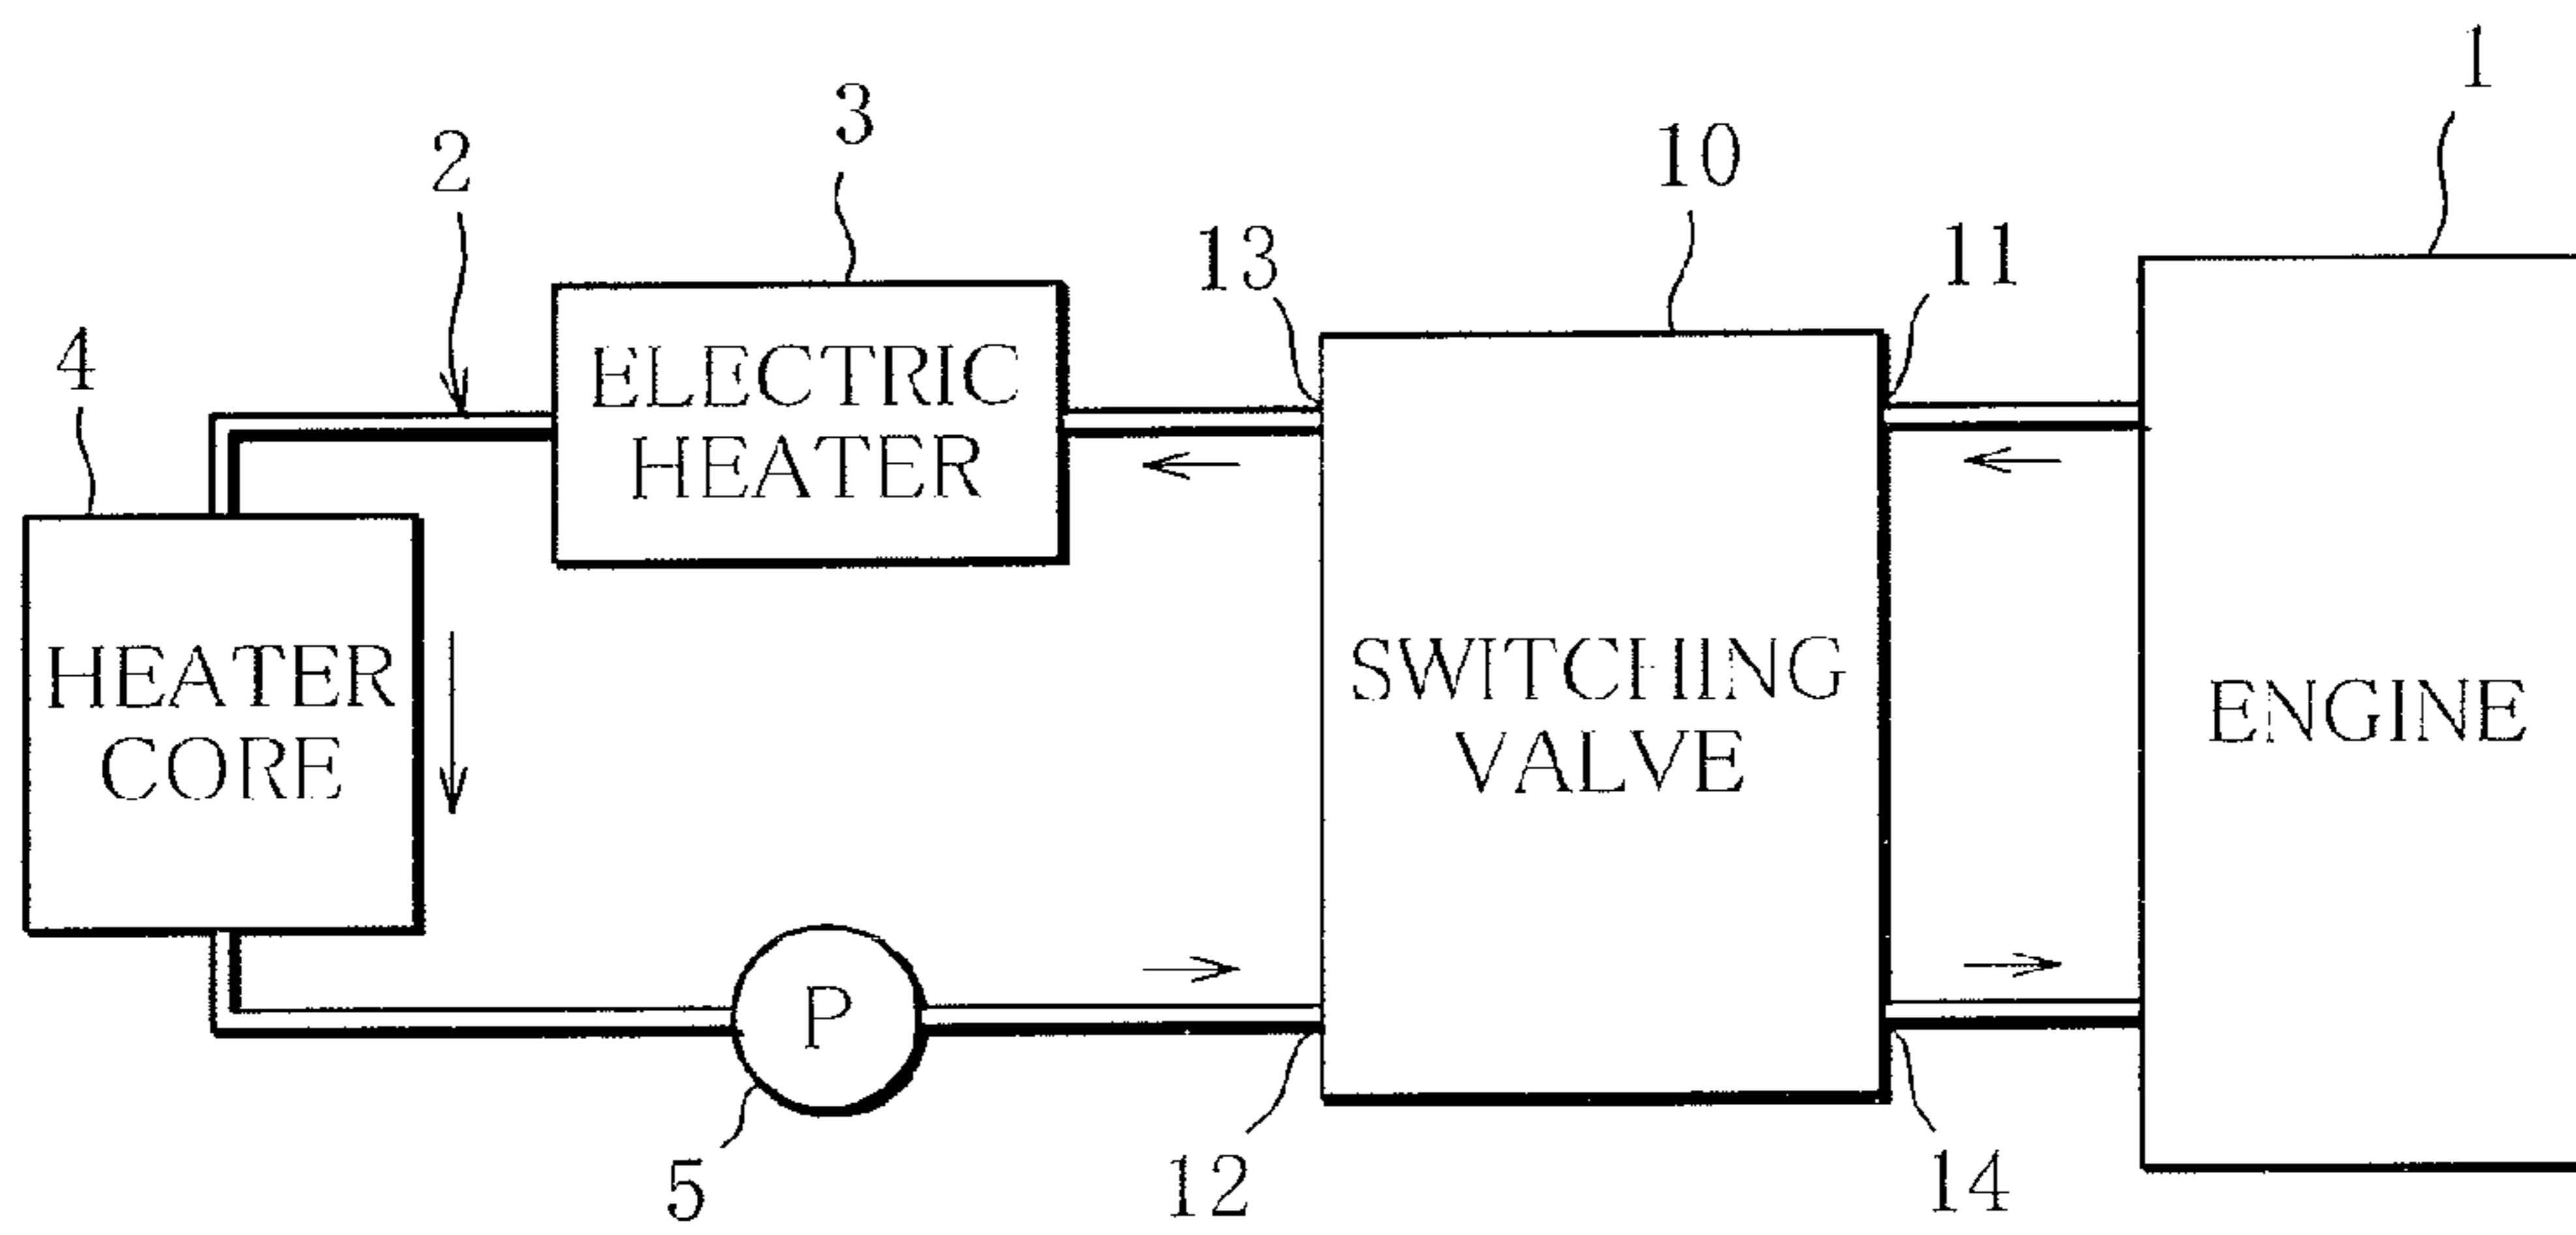 1
3
2
10
13
11
4
ELECTRIC
HEATER
HEATER
CORE
SWITCHING
VALVE
ENGINE
P
5
12
14